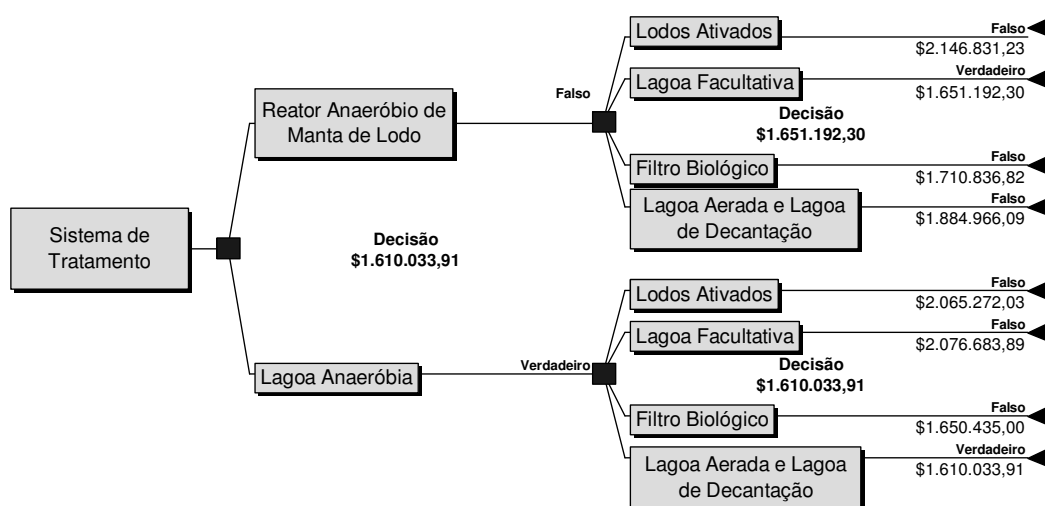 Lodos Ativados
Falso
$2.146.831,23
Lagoa Facultativa
Verdadeiro
$1.651.192,30
Reator Anaeróbio de
Manta de Lodo
Falso
Decisão
$1.651.192,30
Filtro Biológico
Falso
$1.710.836,82
Lagoa Aerada e Lagoa
de Decantação
Falso
$1.884.966,09
Sistema de
Tratamento
Decisão
$1.610.033,91
Lodos Ativados
Falso
$2.065.272,03
Lagoa Facultativa
Falso
$2.076.683,89
Lagoa Anaeróbia
Verdadeiro
Decisão
$1.610.033,91
Filtro Biológico
Falso
$1.650.435,00
Lagoa Aerada e Lagoa
de Decantação
Verdadeiro
$1.610.033,91